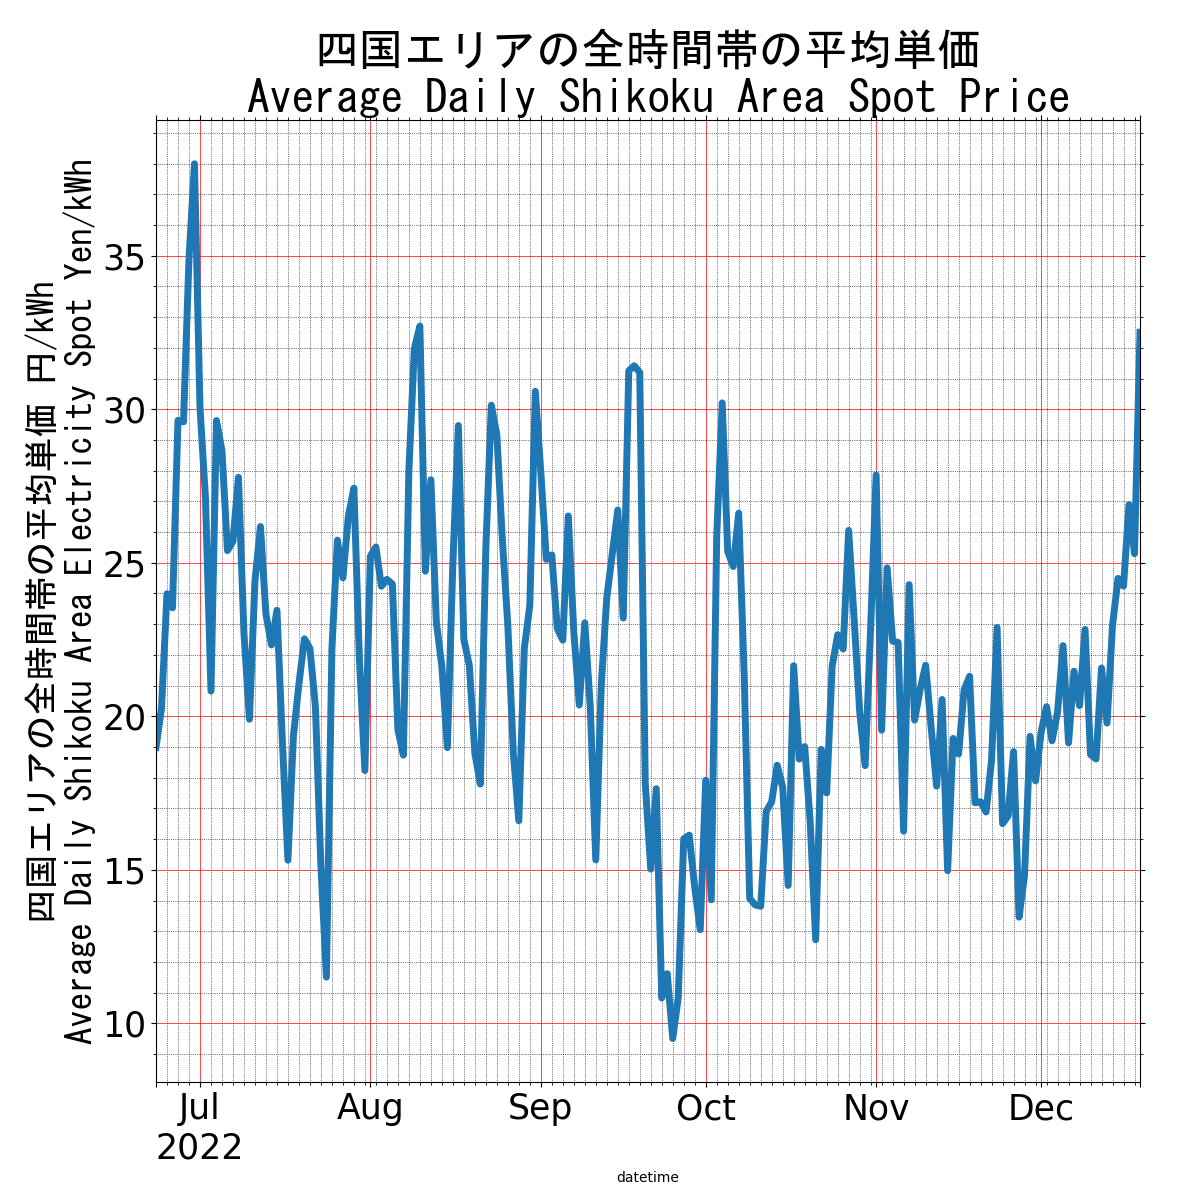 四国エリアの全時間帯の平均単価
Average Daily Shikoku Area Spot Price
四国エリアの全時間帯の平均単価 円/kWh
Average Daily Shikoku Area Electricity Spot Yen/kWh
35
30
25
20
15
10
Jul
2022
Aug
Sep
Oct
Nov
Dec
datetime